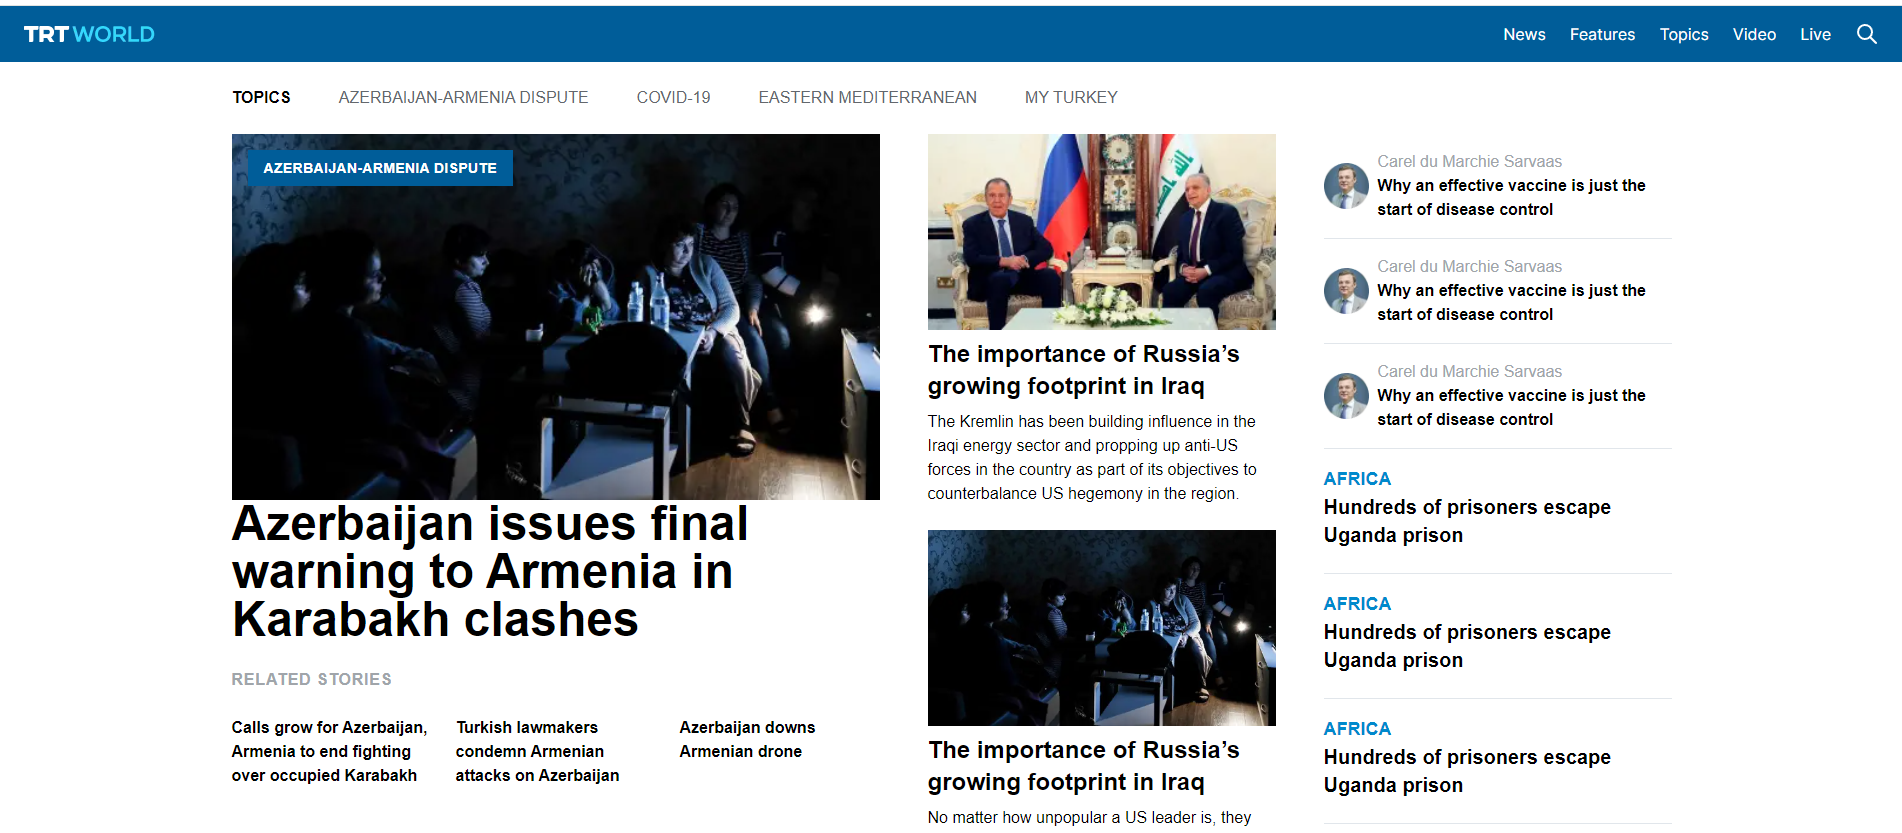 TRT WORLD
News Features Topics Video Live
TOPICS AZERBAIJAN-ARMENIA DISPUTE COVID-19 EASTERN MEDITERRANEAN MY TURKEY
AZERBAIJAN-ARMENIA DISPUTE
Azerbaijan issues final
warning to Armenia in
Karabakh clashes
RELATED STORIES
Calls grow for Azerbaijan,
Armenia to end fighting
over occupied Karabakh
Turkish lawmakers
condemn Armenian
attacks on Azerbaijan
Azerbaijan downs
Armenian drone
The importance of Russia’s
growing footprint in Iraq
The Kremlin has been building influence in the
Iraqi energy sector and propping up anti-US
forces in the country as part of its objectives to
counterbalance US hegemony in the region.
The importance of Russia’s
growing footprint in Iraq
No matter how unpopular a US leader is, they
Carel du Marchie Sarvaas
Why an effective vaccine is just the
start of disease control
Carel du Marchie Sarvaas
Why an effective vaccine is just the
start of disease control
Carel du Marchie Sarvaas
Why an effective vaccine is just the
start of disease control
AFRICA
Hundreds of prisoners escape
Uganda prison
AFRICA
Hundreds of prisoners escape
Uganda prison
AFRICA
Hundreds of prisoners escape
Uganda prison